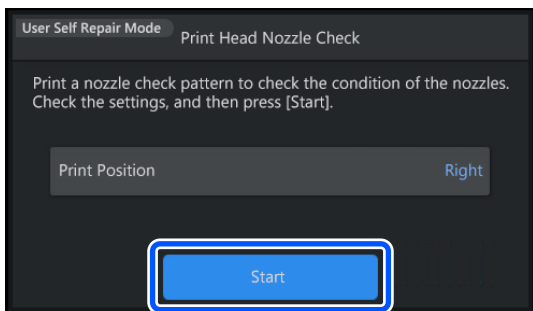 User Self Repair Mode
Print Head Nozzle Check
Print a nozzle check pattern to check the condition of the nozzles.
Check the settings, and then press [Start].
Print Position Right
Start